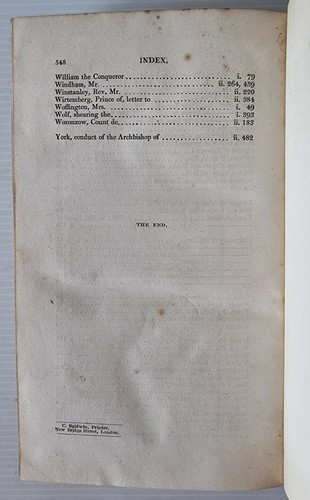 548 INDEX.
William the Conqueror .......................... i. 79
Windham, Mr. .......................... ii. 264, 439
Winstanley, Rev. Mr. .......................... ii. 220
Wirtemberg, Prince of, letter to .......................... ii. 384
Woffington, Mrs. .......................... i. 49
Wolf, shearing the .......................... i. 393
Woronzow, Count de, .......................... ii. 183
York, conduct of the Archbishop of .......................... ii. 482
THE END.
C. Baldwin, Printer,
New Bridge Street, London.